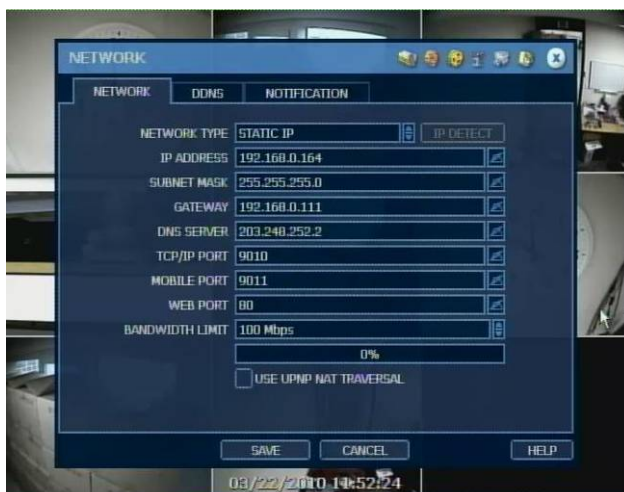 NETWORK
NETWORK DDNS NOTIFICATION
NETWORK TYPE STATIC IP IP DETECT
IP ADDRESS 192.168.0.164
SUBNET MASK 255.255.255.0
GATEWAY 192.168.0.111
DNS SERVER 203.248.252.2
TCP/IP PORT 9010
MOBILE PORT 9011
WEB PORT 80
BANDWIDTH LIMIT 100 Mbps
0%
USE UPNP NAT TRAVERSAL
SAVE CANCEL HELP
03/22/2010 14:52:24